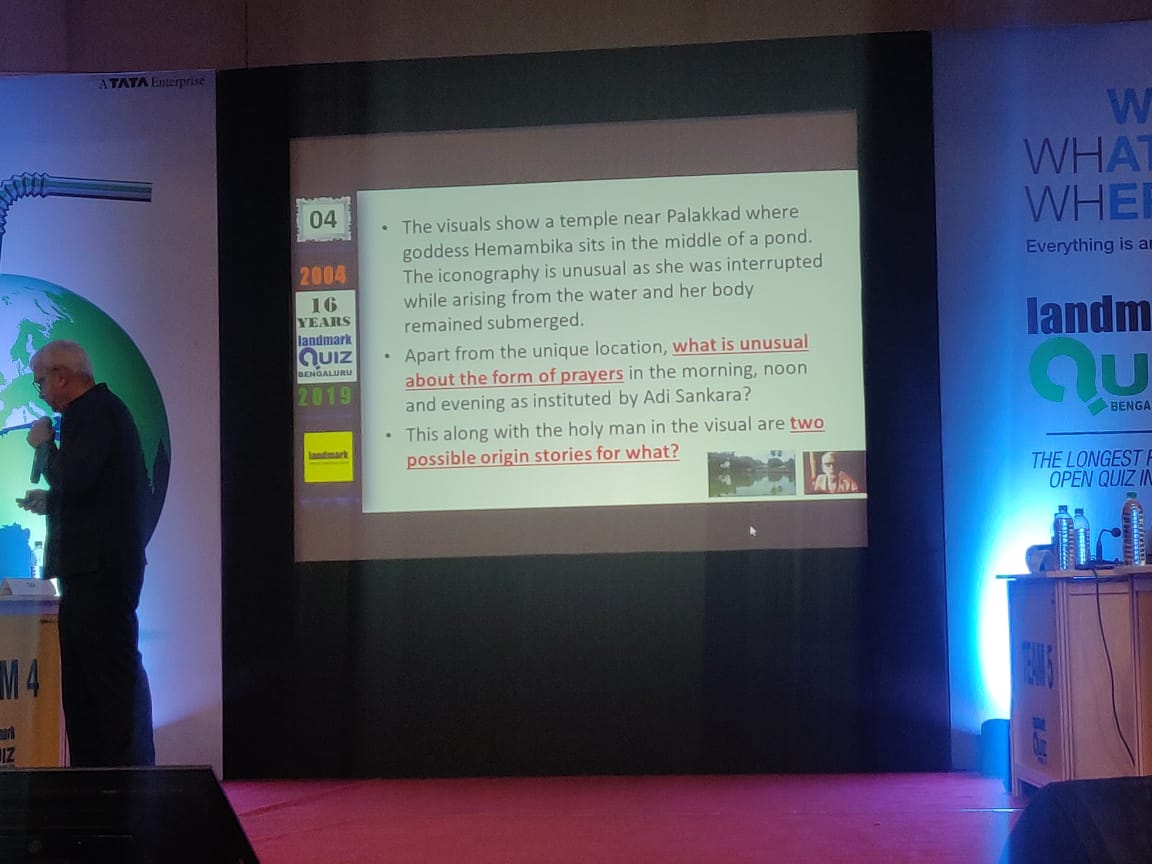 A TATA Enterprise
04
2004
16
YEARS
landmark
QUIZ
BENGALURU
2019
landmark
• The visuals show a temple near Palakkad where
goddess Hemambika sits in the middle of a pond.
The iconography is unusual as she was interrupted
while arising from the water and her body
remained submerged.
• Apart from the unique location, what is unusual
about the form of prayers in the morning, noon
and evening as instituted by Adi Sankara?
• This along with the holy man in the visual are two
possible origin stories for what?
W
WHAT
WHE
Everything is a
landm
QU
BENGA
THE LONGEST
OPEN QUIZ IN
M 4
TEAM 5